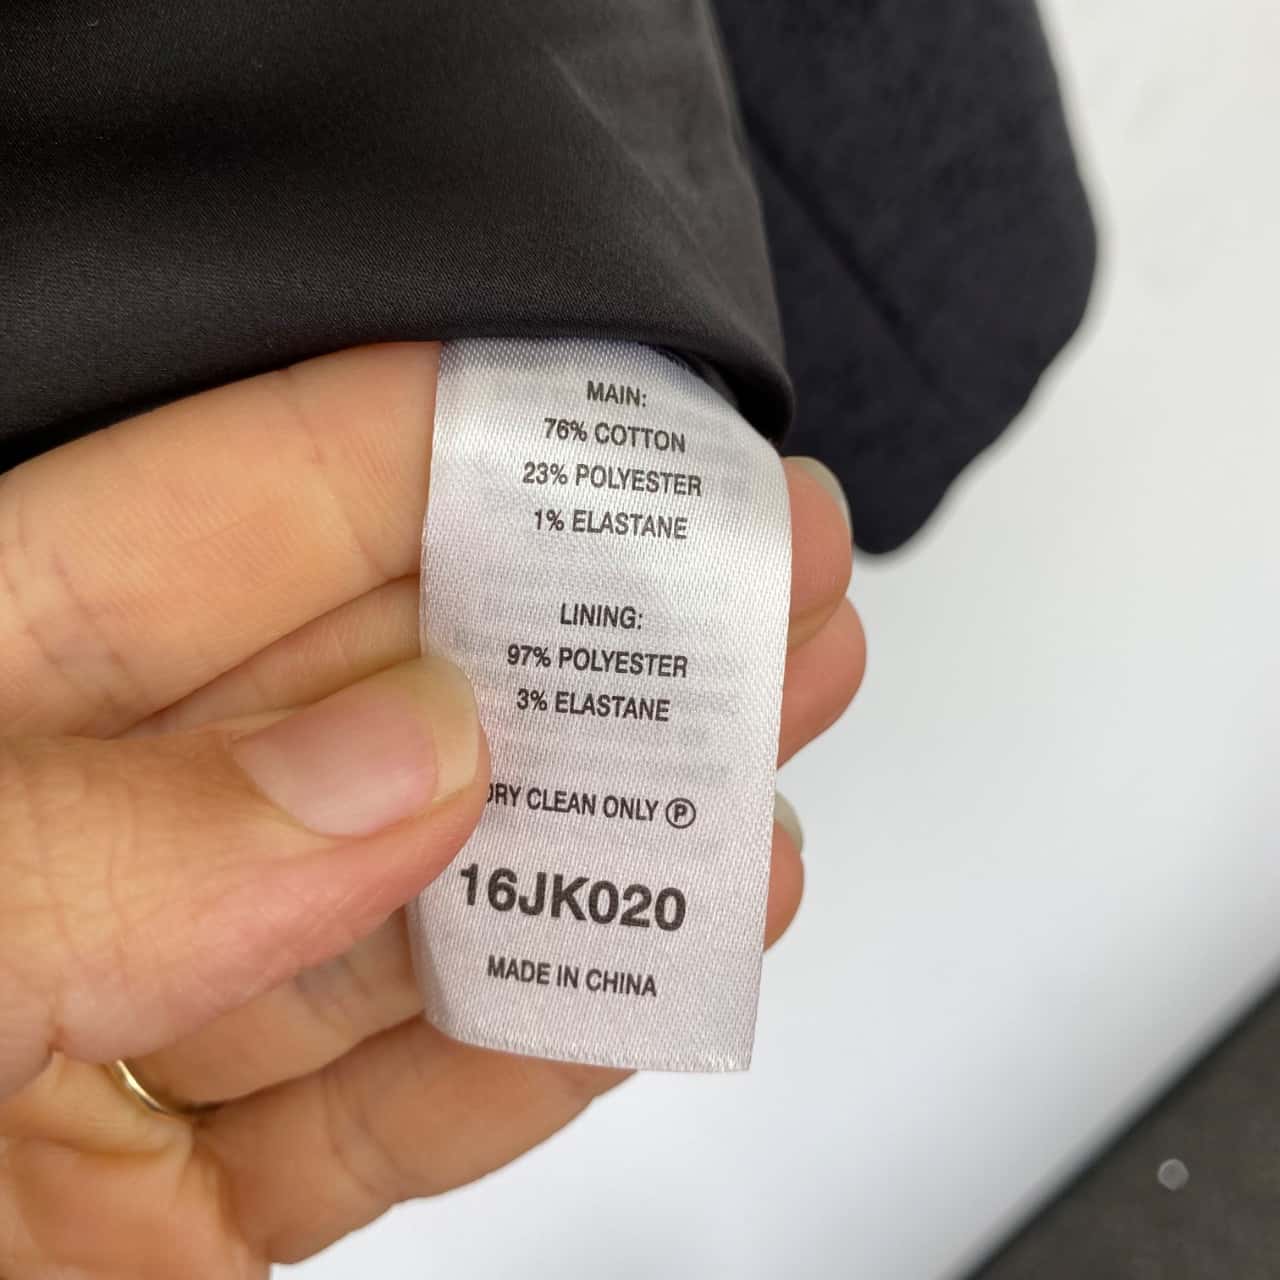 MAIN:
76% COTTON
23% POLYESTER
1% ELASTANE
LINING:
97% POLYESTER
3% ELASTANE
DRY CLEAN ONLY Ⓟ
16JK020
MADE IN CHINA